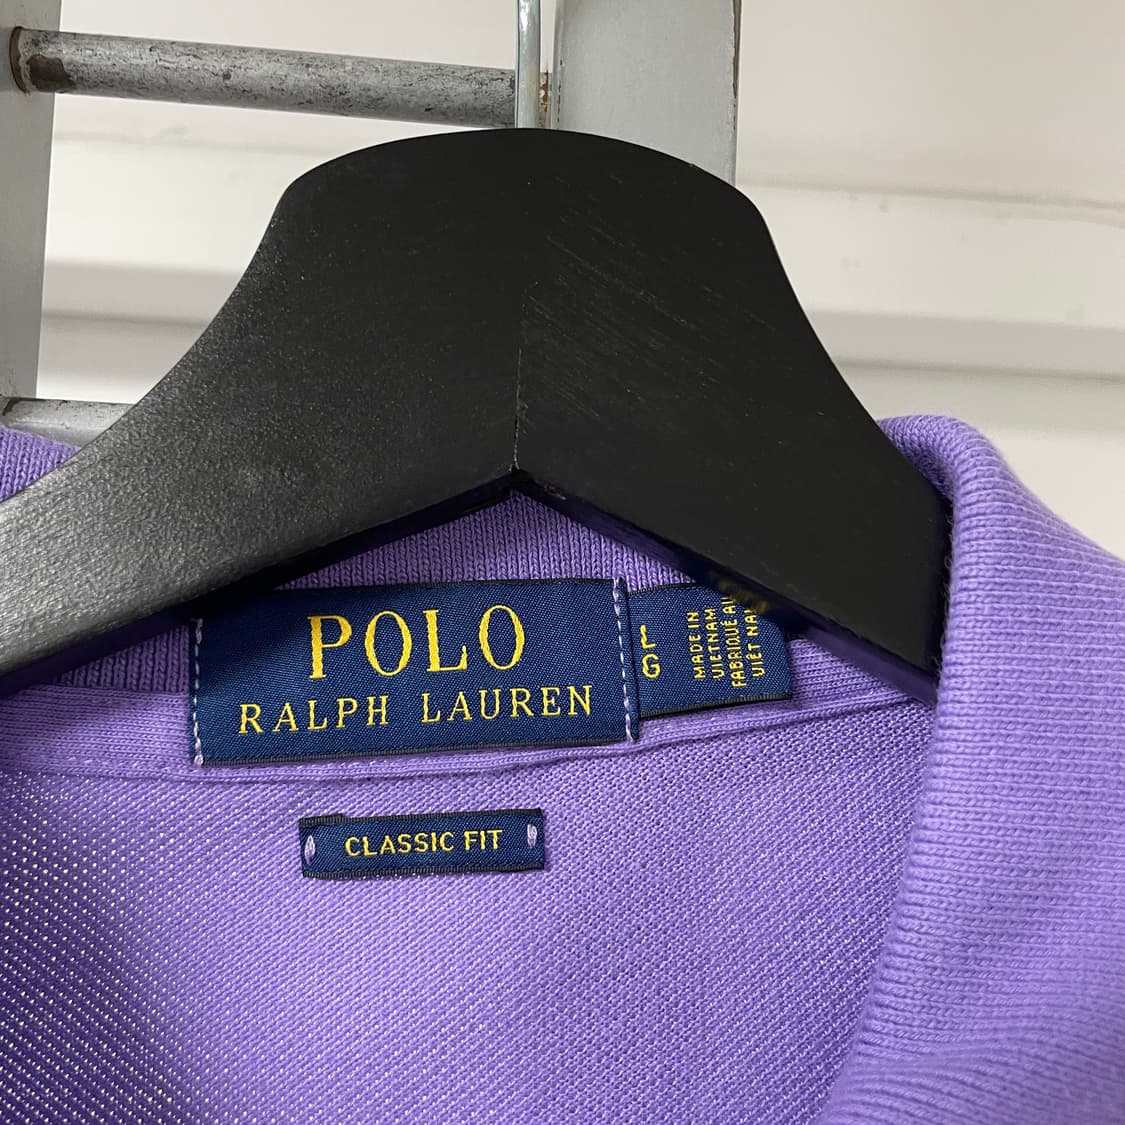 POLO
RALPH LAUREN
L
G
MADE IN
VIETNAM
FABRIQUÉ AU
VIÊT NAM
CLASSIC FIT